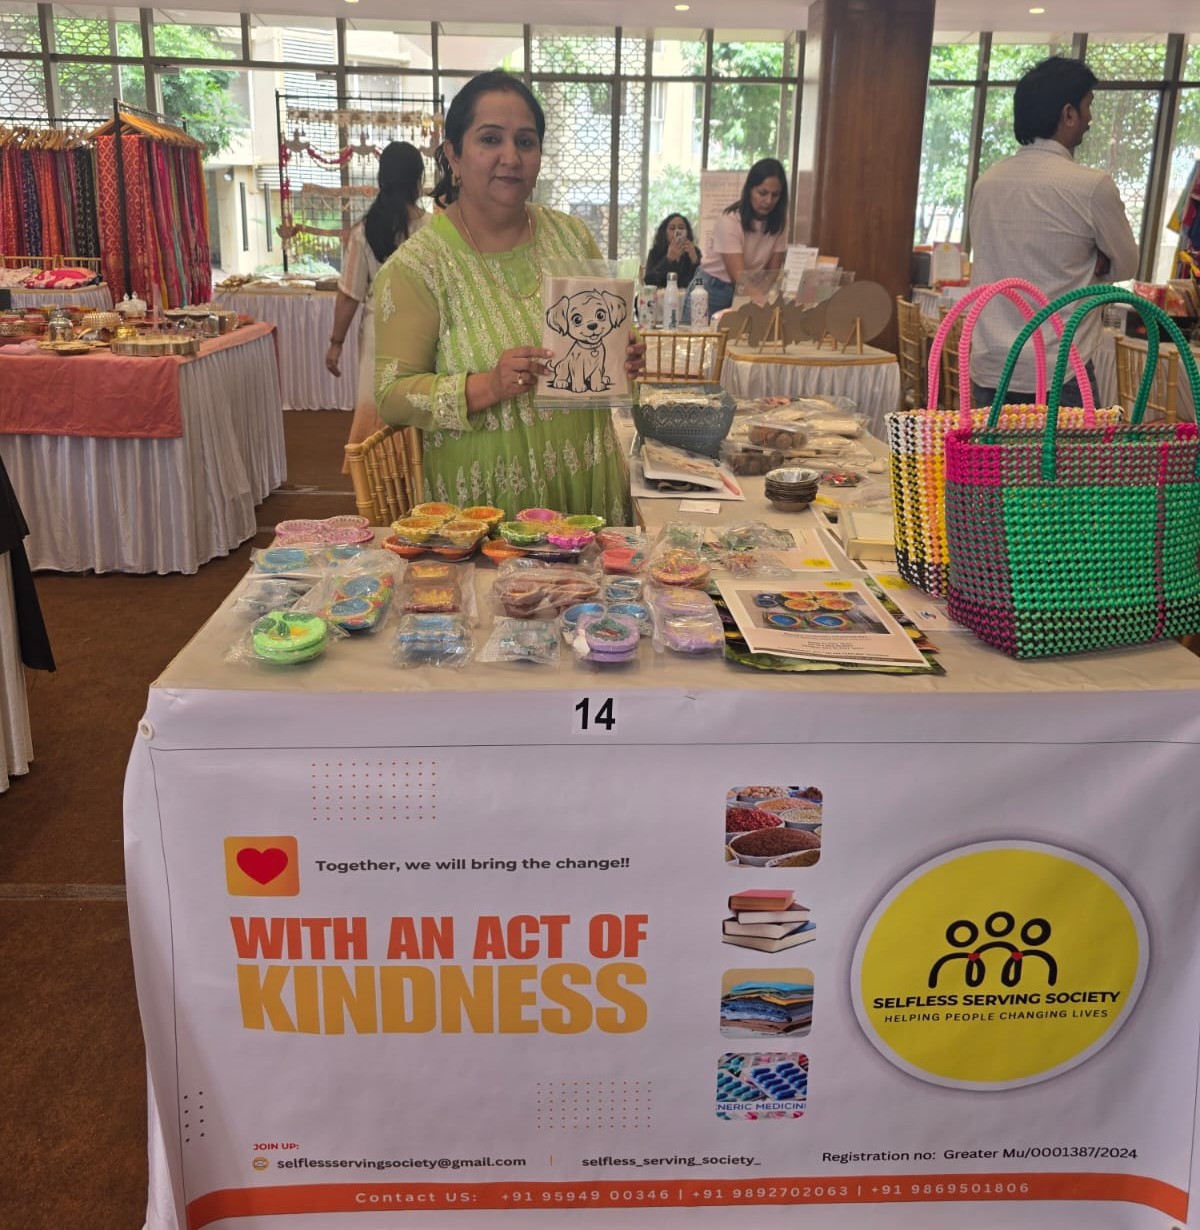 14
Together, we will bring the change!!
WITH AN ACT OF
KINDNESS
NERIC MEDICIN
SELFLESS SERVING SOCIETY
HELPING PEOPLE CHANGING LIVES
JOIN UP:
selflessservingsociety@gmail.com | selfless_serving_society_
Registration no: Greater Mu/0001387/2024
Contact US: +91 95949 00346 | +91 9892702063 | +91 9869501806